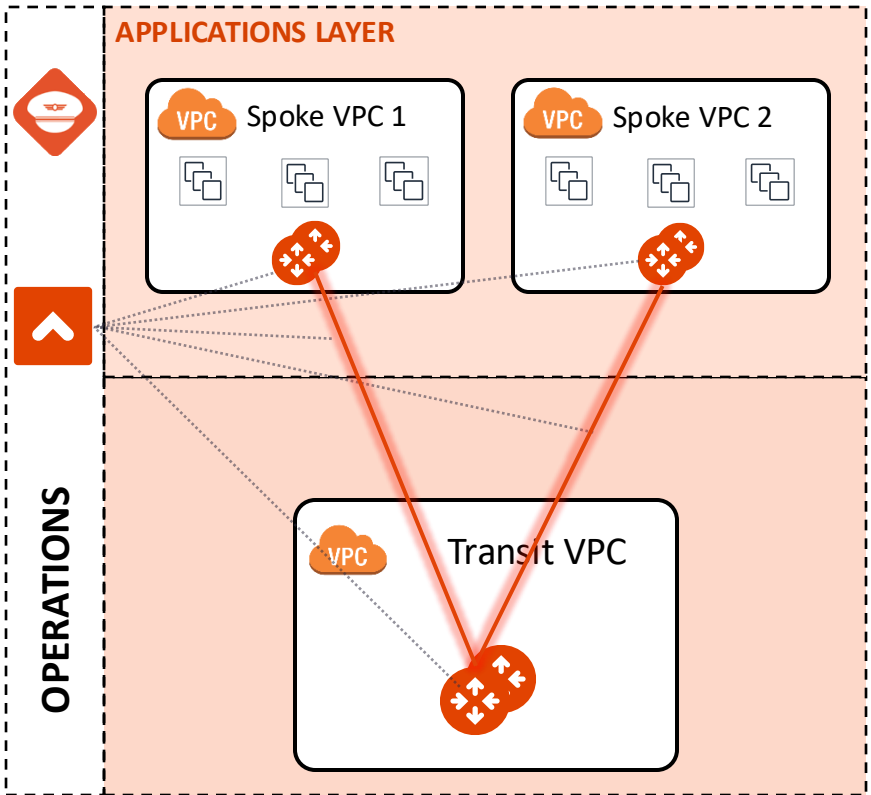 APPLICATIONS LAYER
VPC
Spoke VPC 1
VPC
Spoke VPC 2
OPERATIONS
VPC
Transit VPC